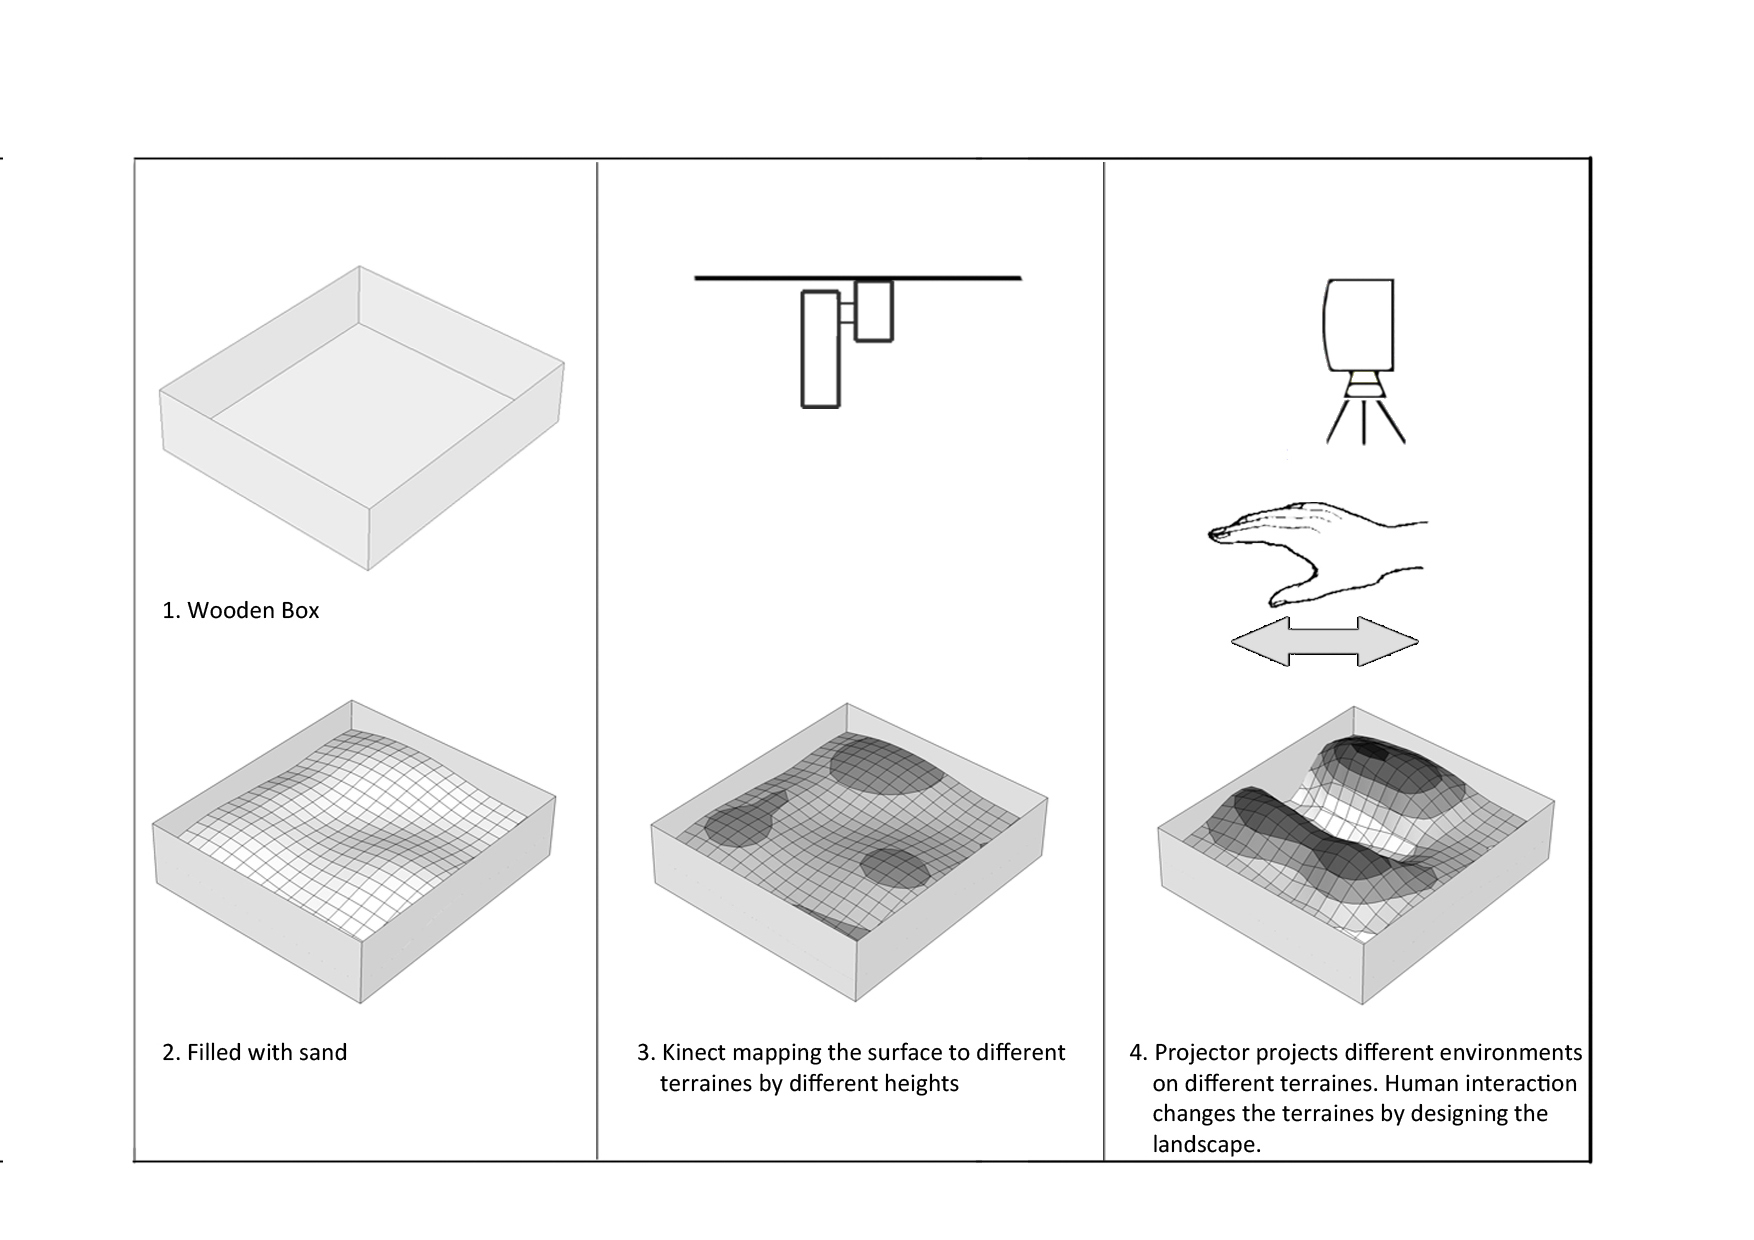 1. Wooden Box
2. Filled with sand
3. Kinect mapping the surface to different
terraines by different heights
4. Projector projects different environments
on different terraines. Human interaction
changes the terraines by designing the
landscape.